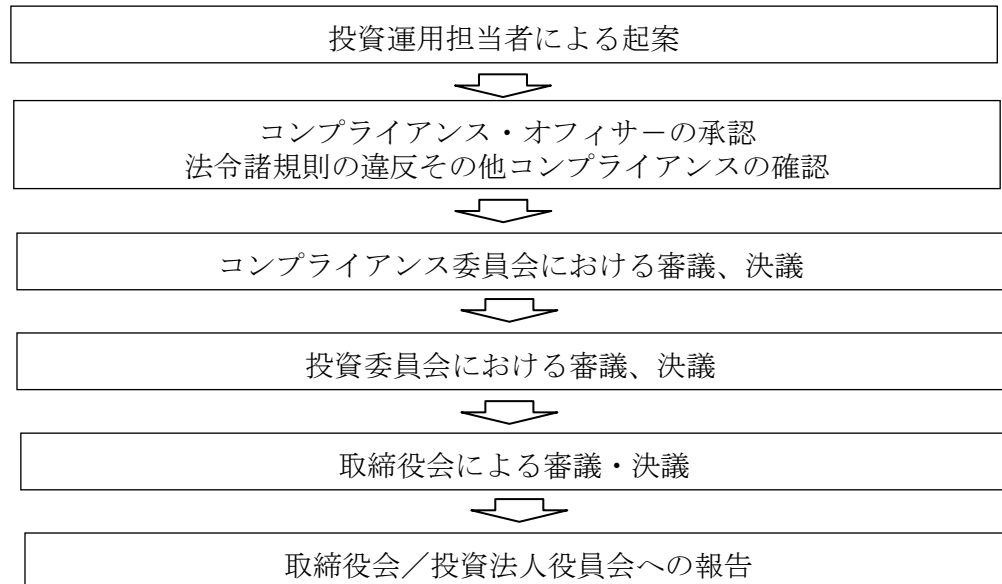 投資運用担当者による起案
コンプライアンス・オフィサ－の承認
法令諸規則の違反その他コンプライアンスの確認
コンプライアンス委員会における審議、決議
投資委員会における審議、決議
取締役会による審議・決議
取締役会／投資法人役員会への報告